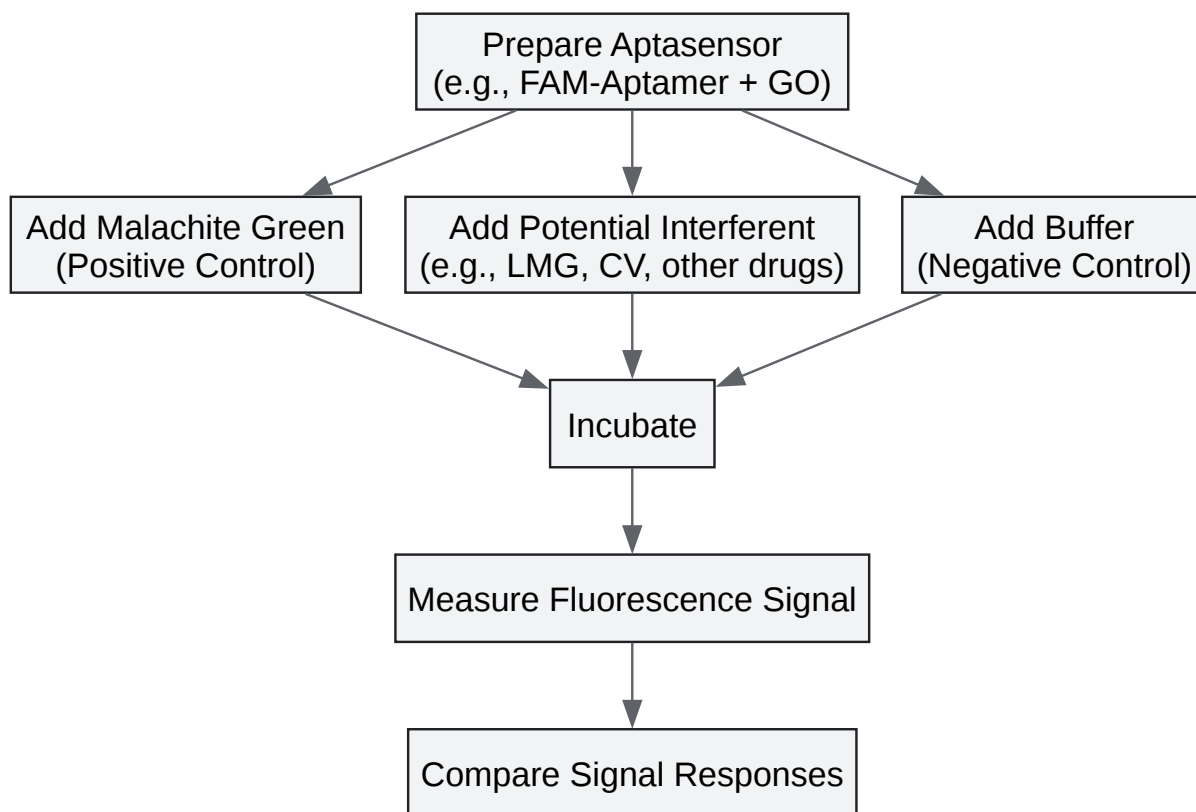 Prepare Aptasensor
(e.g., FAM-Aptamer + GO)
Add Malachite Green
(Positive Control)
Add Potential Interferent
(e.g., LMG, CV, other drugs)
Add Buffer
(Negative Control)
Incubate
Measure Fluorescence Signal
Compare Signal Responses